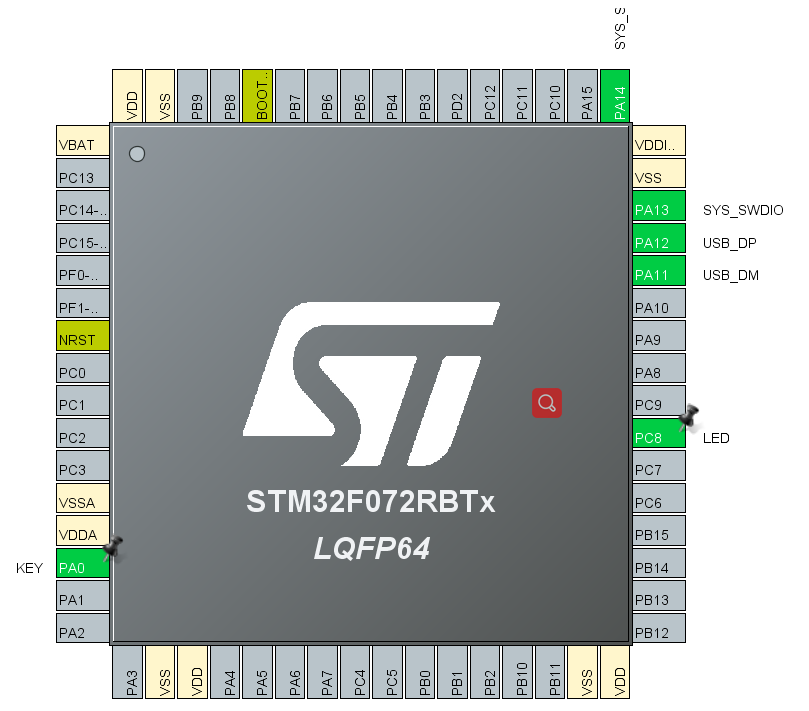 SYS_S
VDD
VSS
PB9
PB8
BOOT..
PB7
PB6
PB5
PB4
PB3
PD2
PC12
PC11
PC10
PA15
PA14
VBAT
PC13
PC14-..
PC15-..
PF0-..
PF1-..
NRST
PC0
PC1
PC2
PC3
VSSA
VDDA
KEY PA0
PA1
PA2
STM32F072RBTx
LQFP64
VDDI..
VSS
PA13 SYS_SWDIO
PA12 USB_DP
PA11 USB_DM
PA10
PA9
PA8
PC9
PC8 LED
PC7
PC6
PB15
PB14
PB13
PB12
PA3
VSS
VDD
PA4
PA5
PA6
PA7
PC4
PC5
PB0
PB1
PB2
PB10
PB11
VSS
VDD